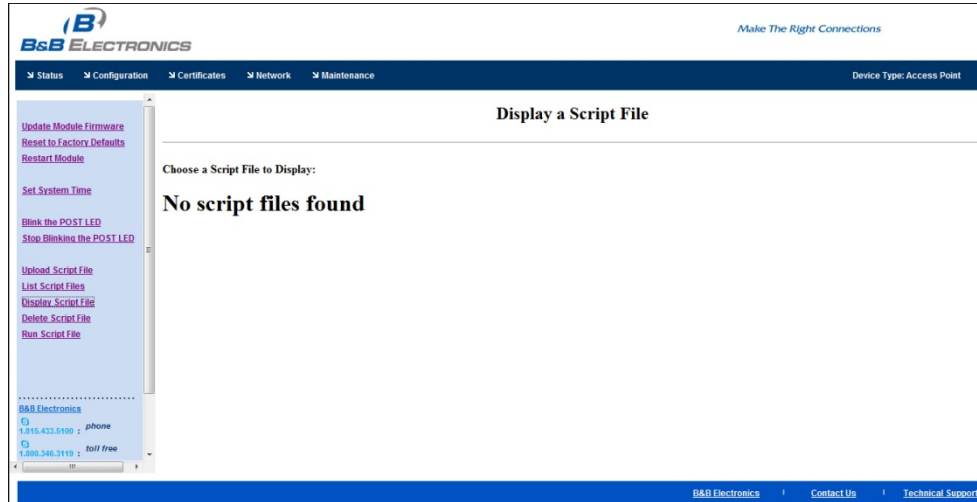 B&B ELECTRONICS
Make The Right Connections
Status Configuration Certificates Network Maintenance Device Type: Access Point
Display a Script File
Update Module Firmware
Reset to Factory Defaults
Restart Module
Set System Time
Blink the POST LED
Stop Blinking the POST LED
Upload Script File
List Script Files
Display Script File
Delete Script File
Run Script File
B&B Electronics
1.815.433.5100 : phone
1.800.346.3119 : toll free
Choose a Script File to Display:
No script files found
B&B Electronics | Contact Us | Technical Support